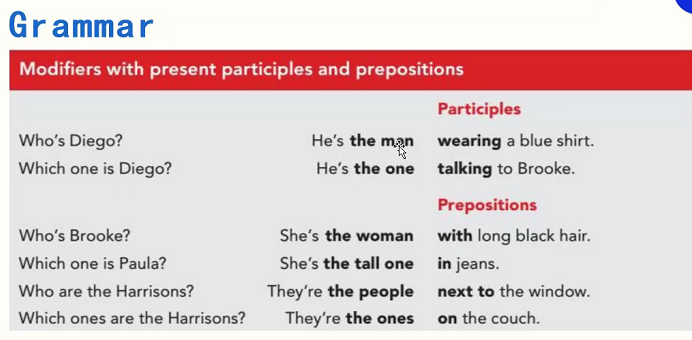 Grammar
Modifiers with present participles and prepositions
Participles
Who's Diego? He's the man wearing a blue shirt.
Which one is Diego? He's the one talking to Brooke.
Prepositions
Who's Brooke? She's the woman with long black hair.
Which one is Paula? She's the tall one in jeans.
Who are the Harrisons? They're the people next to the window.
Which ones are the Harrisons? They're the ones on the couch.